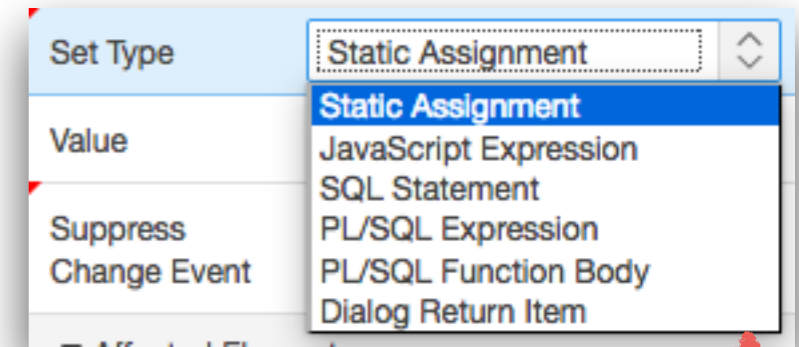 Set Type
Static Assignment
Static Assignment
JavaScript Expression
Value
SQL Statement
PL/SQL Expression
Suppress
Change Event
PL/SQL Function Body
Dialog Return Item